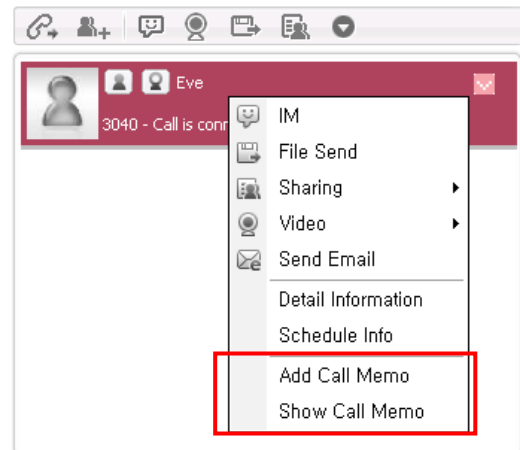 Eve
3040 - Call is
IM
File Send
Sharing
Video
Send Email
Detail Information
Schedule Info
Add Call Memo
Show Call Memo